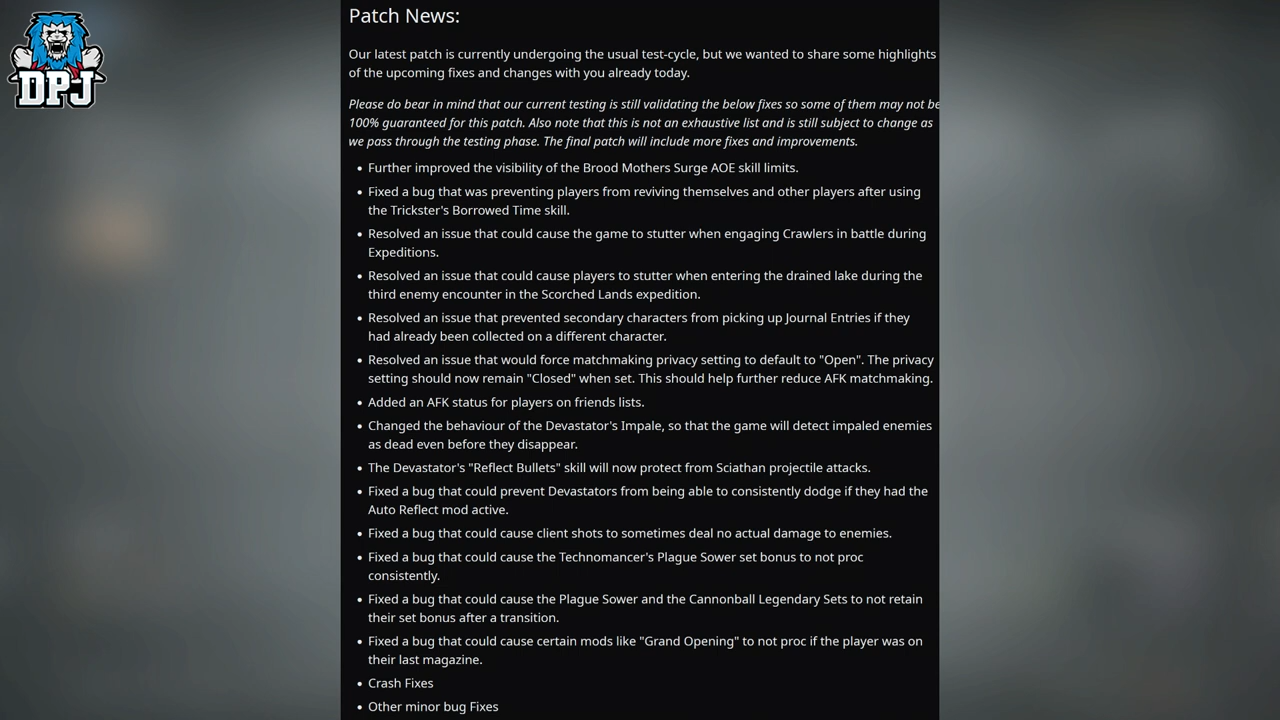 DPJ
Patch News:
Our latest patch is currently undergoing the usual test-cycle, but we wanted to share some highlights
of the upcoming fixes and changes with you already today.
Please do bear in mind that our current testing is still validating the below fixes so some of them may not be
100% guaranteed for this patch. Also note that this is not an exhaustive list and is still subject to change as
we pass through the testing phase. The final patch will include more fixes and improvements.
• Further improved the visibility of the Brood Mothers Surge AOE skill limits.
• Fixed a bug that was preventing players from reviving themselves and other players after using
the Trickster's Borrowed Time skill.
• Resolved an issue that could cause the game to stutter when engaging Crawlers in battle during
Expeditions.
• Resolved an issue that could cause players to stutter when entering the drained lake during the
third enemy encounter in the Scorched Lands expedition.
• Resolved an issue that prevented secondary characters from picking up Journal Entries if they
had already been collected on a different character.
• Resolved an issue that would force matchmaking privacy setting to default to "Open". The privacy
setting should now remain "Closed" when set. This should help further reduce AFK matchmaking.
• Added an AFK status for players on friends lists.
• Changed the behaviour of the Devastator's Impale, so that the game will detect impaled enemies
as dead even before they disappear.
• The Devastator's "Reflect Bullets" skill will now protect from Sciathan projectile attacks.
• Fixed a bug that could prevent Devastators from being able to consistently dodge if they had the
Auto Reflect mod active.
• Fixed a bug that could cause client shots to sometimes deal no actual damage to enemies.
• Fixed a bug that could cause the Technomancer's Plague Sower set bonus to not proc
consistently.
• Fixed a bug that could cause the Plague Sower and the Cannonball Legendary Sets to not retain
their set bonus after a transition.
• Fixed a bug that could cause certain mods like "Grand Opening" to not proc if the player was on
their last magazine.
• Crash Fixes
• Other minor bug Fixes